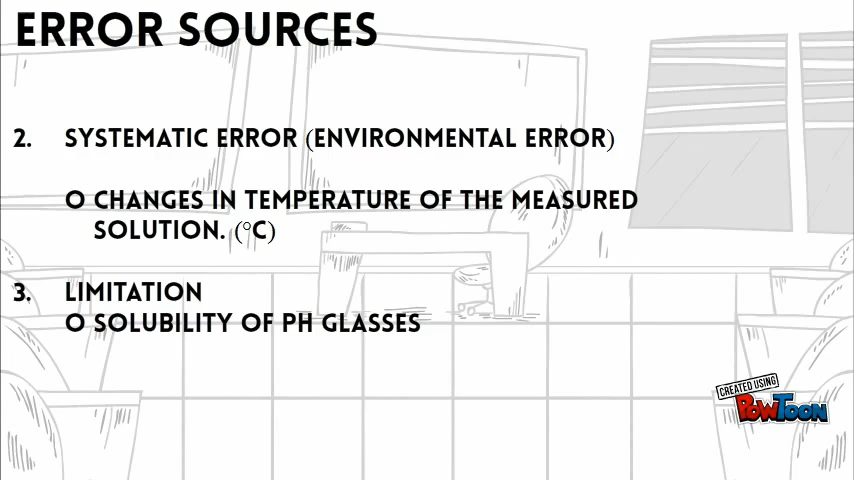 ERROR SOURCES
2. SYSTEMATIC ERROR (ENVIRONMENTAL ERROR)
O CHANGES IN TEMPERATURE OF THE MEASURED
SOLUTION. (°C)
3. LIMITATION
O SOLUBILITY OF PH GLASSES
CREATED USING
POWTOON